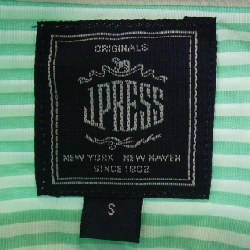 ORIGINALS
J.PRESS
NEW YORK NEW HAVEN
SINCE 1902
S